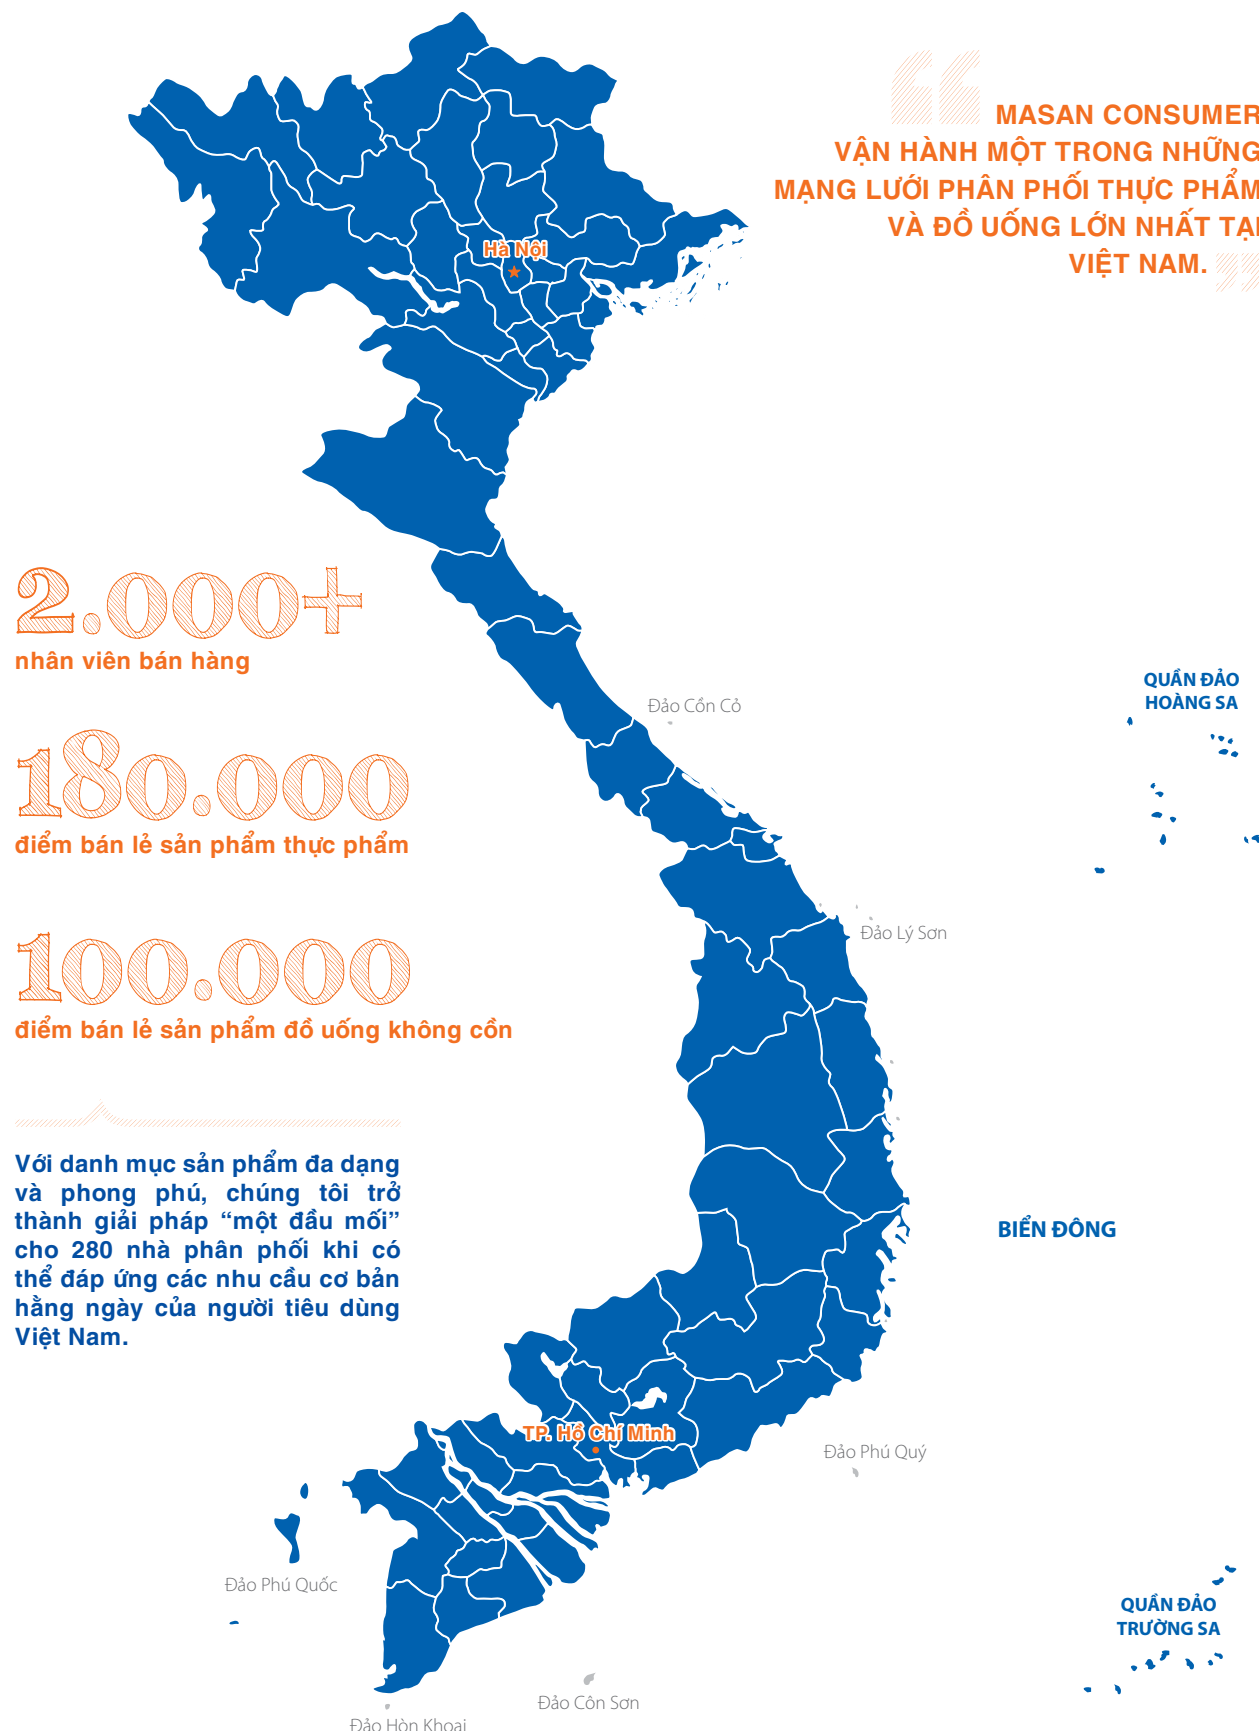 MASAN CONSUMER
VẬN HÀNH MỘT TRONG NHỮNG
MẠNG LƯỚI PHÂN PHỐI THỰC PHẨM
VÀ ĐỒ UỐNG LỚN NHẤT TẠI
VIỆT NAM.
Hà Nội
2.000+
nhân viên bán hàng
QUẦN ĐẢO
HOÀNG SA
Đảo Cồn Cỏ
180.000
điểm bán lẻ sản phẩm thực phẩm
Đảo Lý Sơn
100.000
điểm bán lẻ sản phẩm đồ uống không cồn
Với danh mục sản phẩm đa dạng
và phong phú, chúng tôi trở
thành giải pháp “một đầu mối”
cho 280 nhà phân phối khi có
thể đáp ứng các nhu cầu cơ bản
hằng ngày của người tiêu dùng
Việt Nam.
BIỂN ĐÔNG
TP. Hồ Chí Minh
Đảo Phú Quý
Đảo Phú Quốc
QUẦN ĐẢO
TRƯỜNG SA
Đảo Côn Sơn
Đảo Hòn Khoai